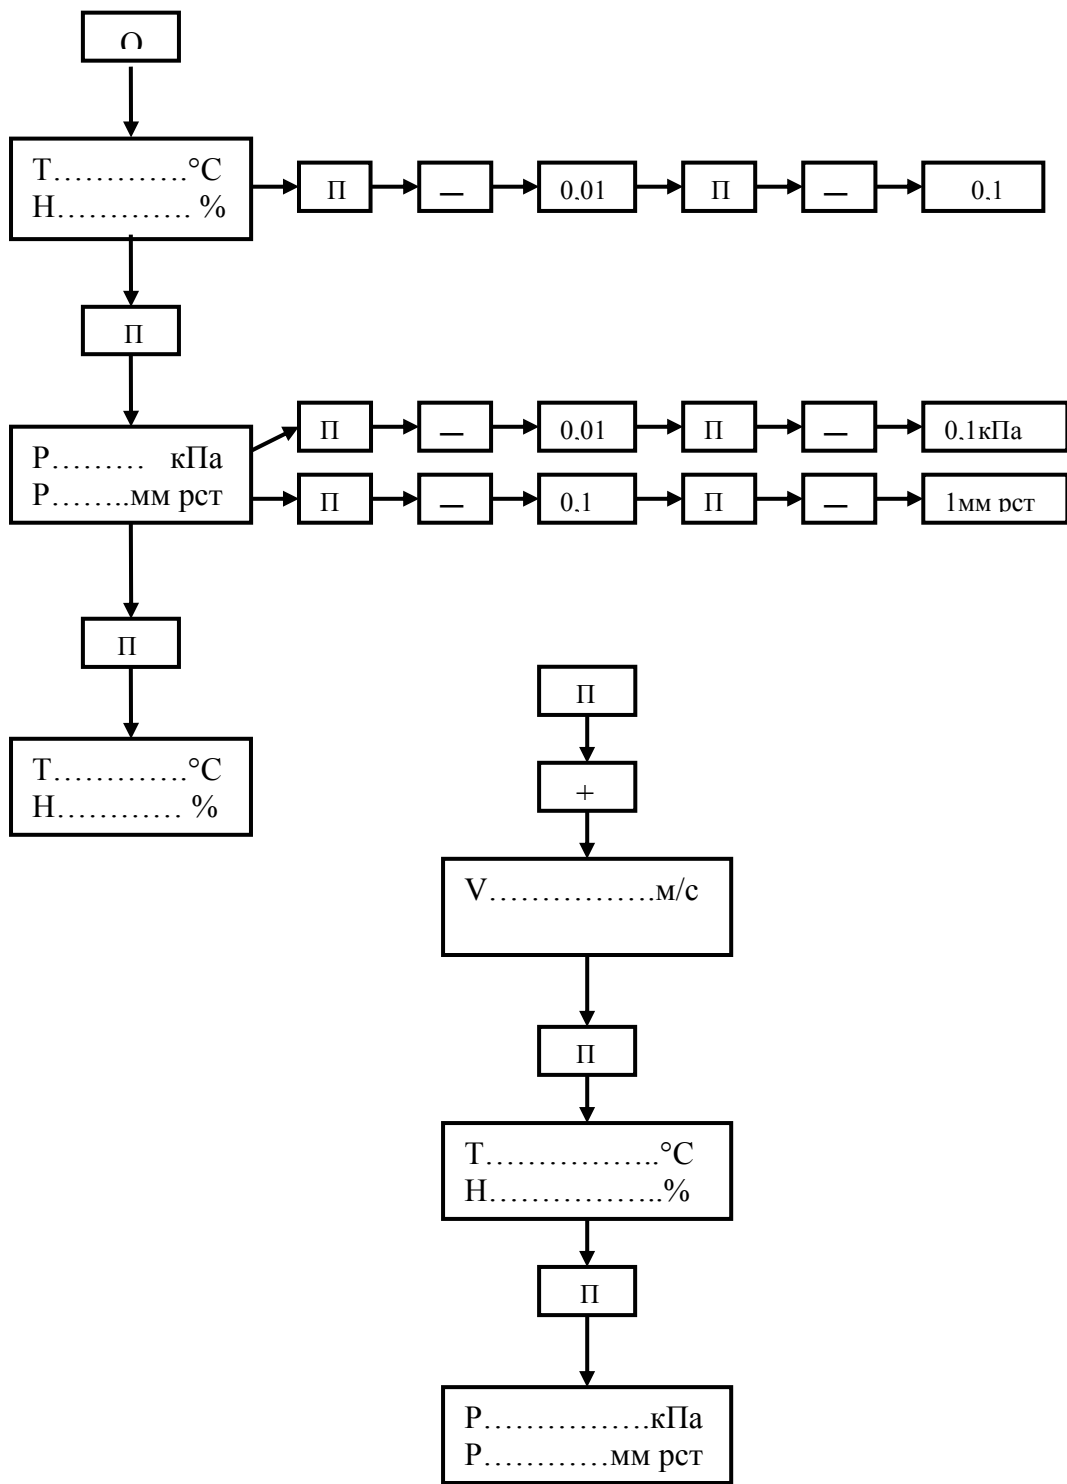 О
Т………….°С
Н…………. %
П
—
0,01
П
—
0,1
П
Р……… кПа
Р……..мм рст
П
—
0,01
П
—
0,1кПа
П
—
0,1
П
—
1мм рст
П
Т………….°С
Н………… %
П
+
V…………….м/с
П
Т……………..°С
Н……………..%
П
Р…………….кПа
Р…………мм рст